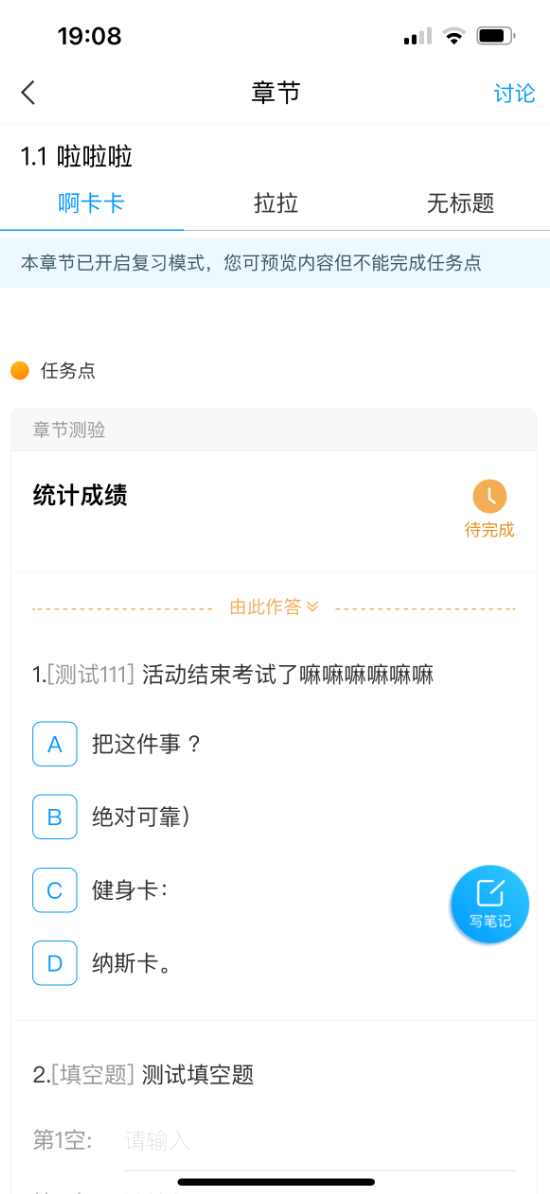 19:08
章节
讨论
1.1 啦啦啦
啊卡卡
拉拉
无标题
本章节已开启复习模式，您可预览内容但不能完成任务点
任务点
章节测验
统计成绩
待完成
由此作答
1.[测试111] 活动结束考试了嘛嘛嘛嘛嘛嘛
A 把这件事？
B 绝对可靠）
C 健身卡：
写笔记
D 纳斯卡。
2.[填空题] 测试填空题
第1空:
请输入